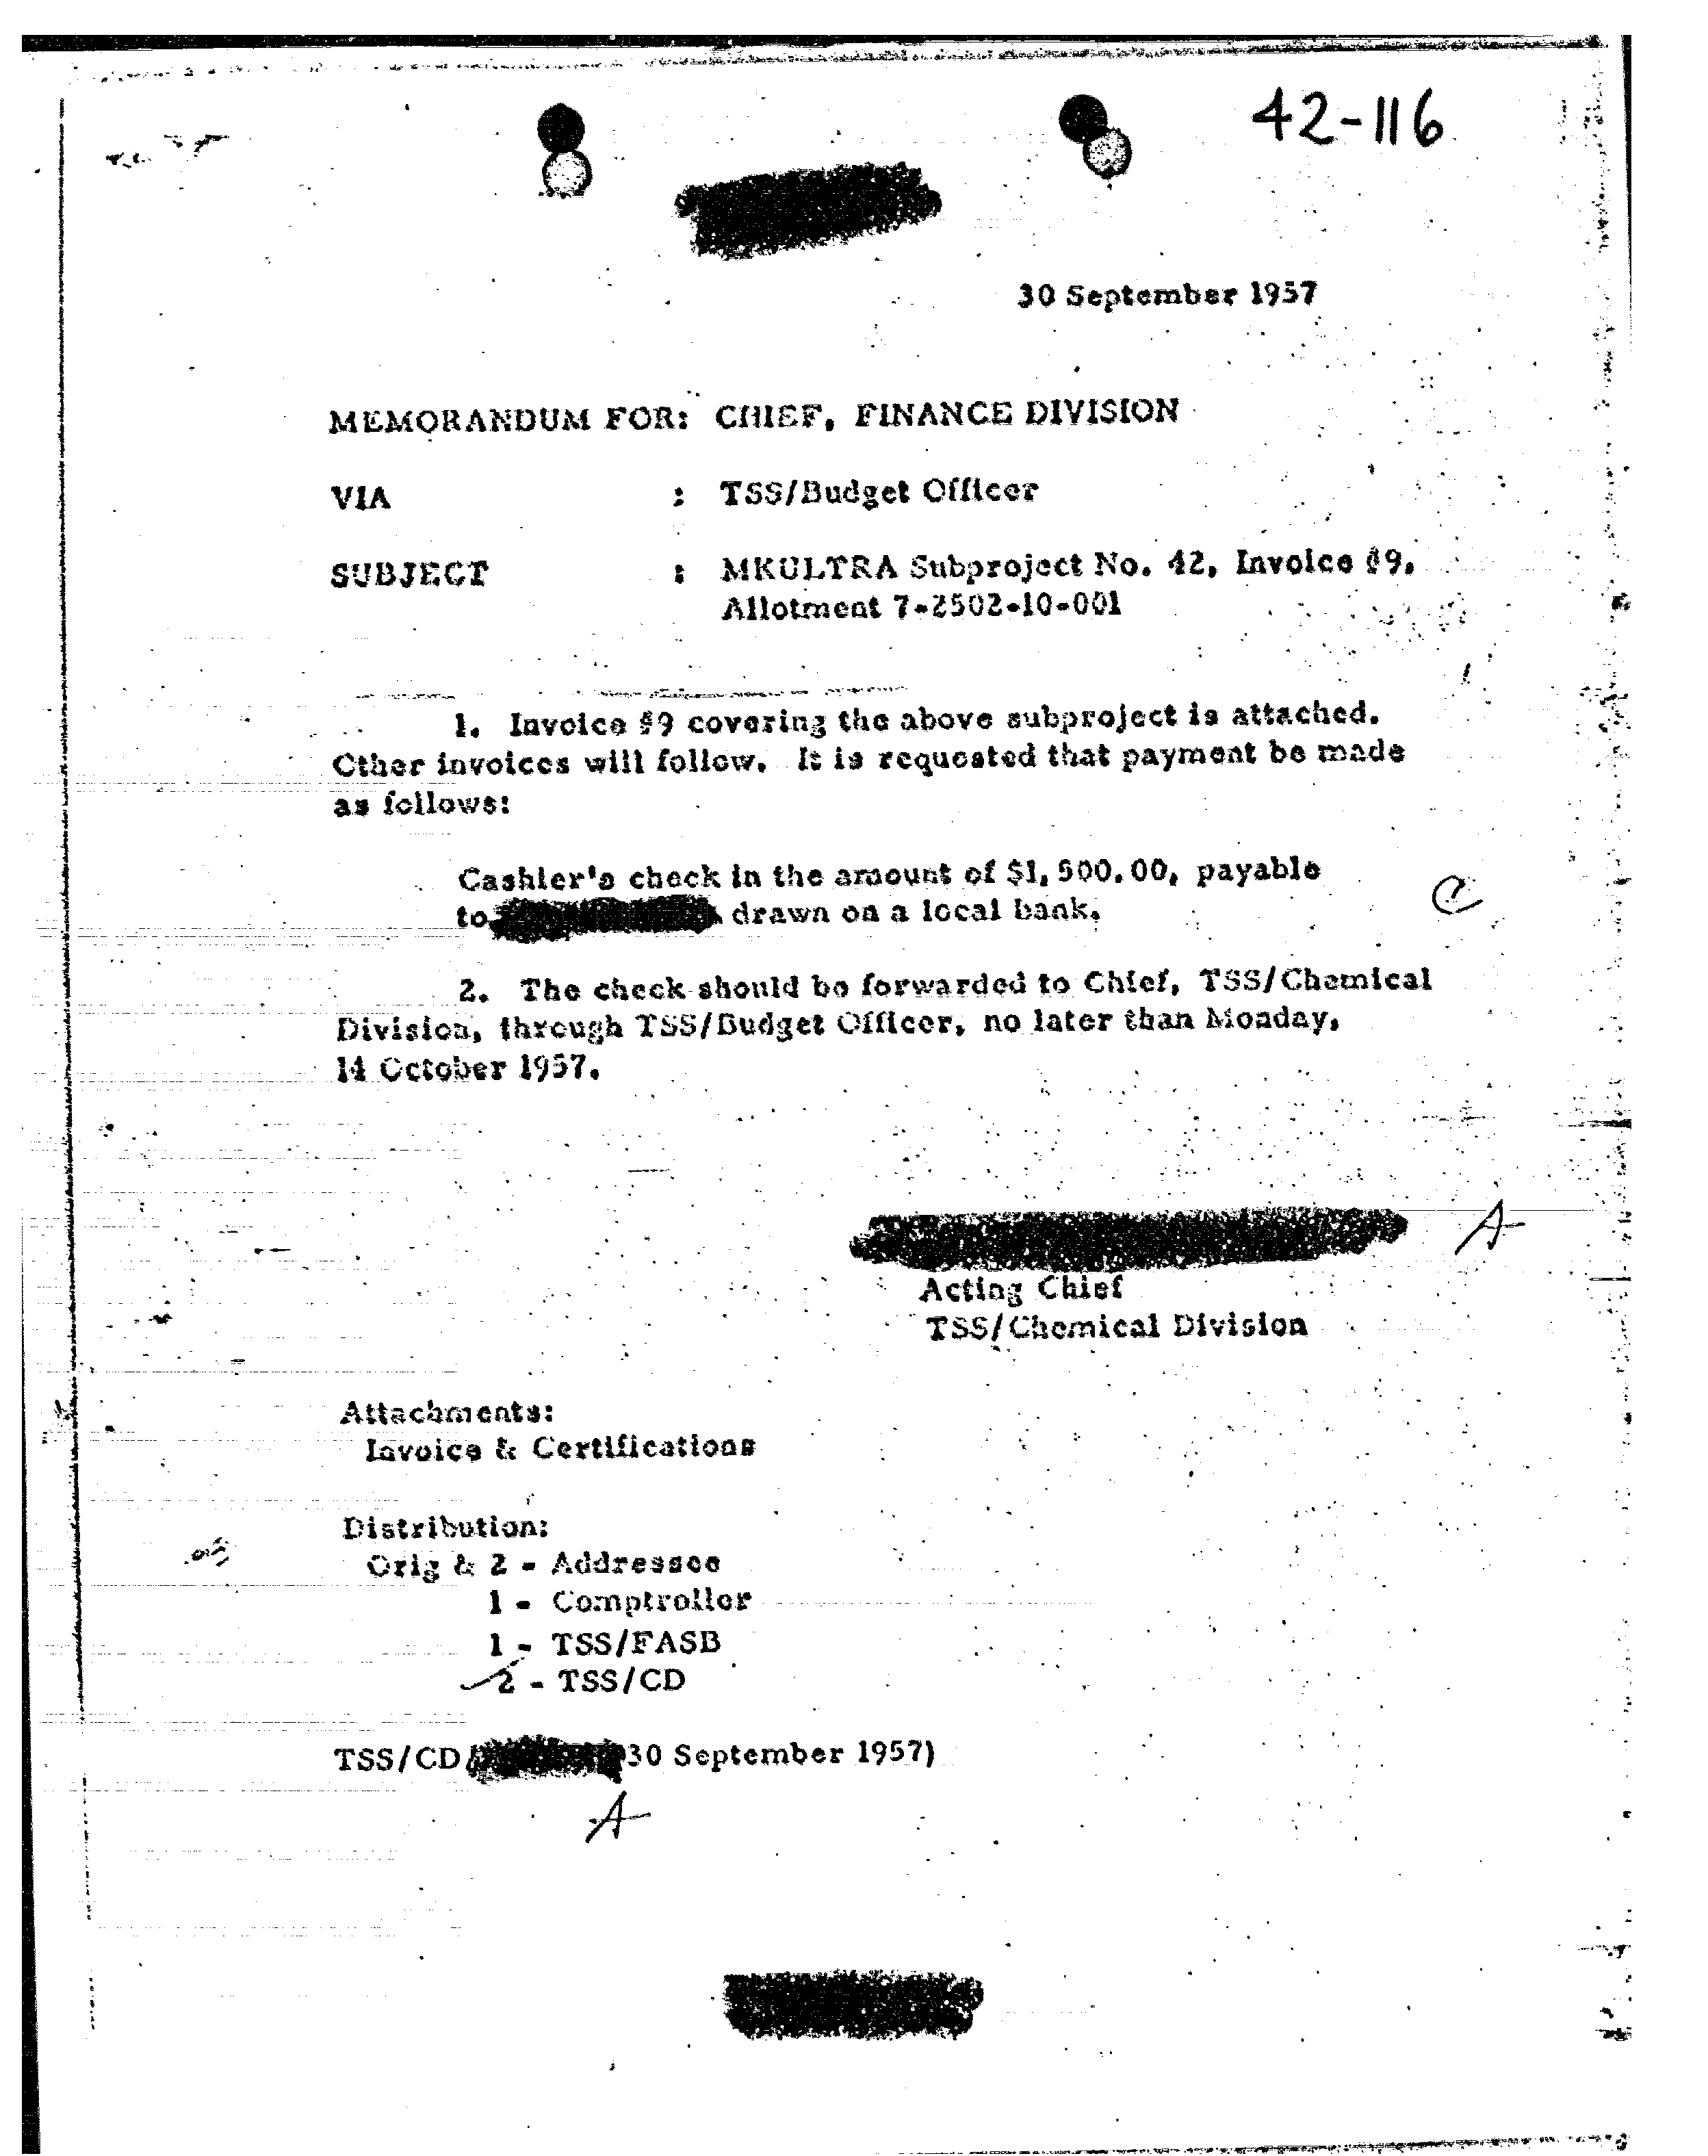 42-116
30 September 1957
MEMORANDUM FOR: CHIEF, FINANCE DIVISION
VIA : TSS/Budget Officer
SUBJECT : MKULTRA Subproject No. 42, Invoice #9,
Allotment 7-2502-10-001
1. Invoice #9 covering the above subproject is attached.
Other invoices will follow. It is requested that payment be made
as follows:
Cashier's check in the amount of $1,500.00, payable
to drawn on a local bank.
C
2. The check should be forwarded to Chief, TSS/Chemical
Division, through TSS/Budget Officer, no later than Monday,
14 October 1957.
A
Acting Chief
TSS/Chemical Division
Attachments:
Invoice & Certifications
Distribution:
Orig & 2 - Addressee
1 - Comptroller
1 - TSS/FASB
2 - TSS/CD
TSS/CD 30 September 1957)
A